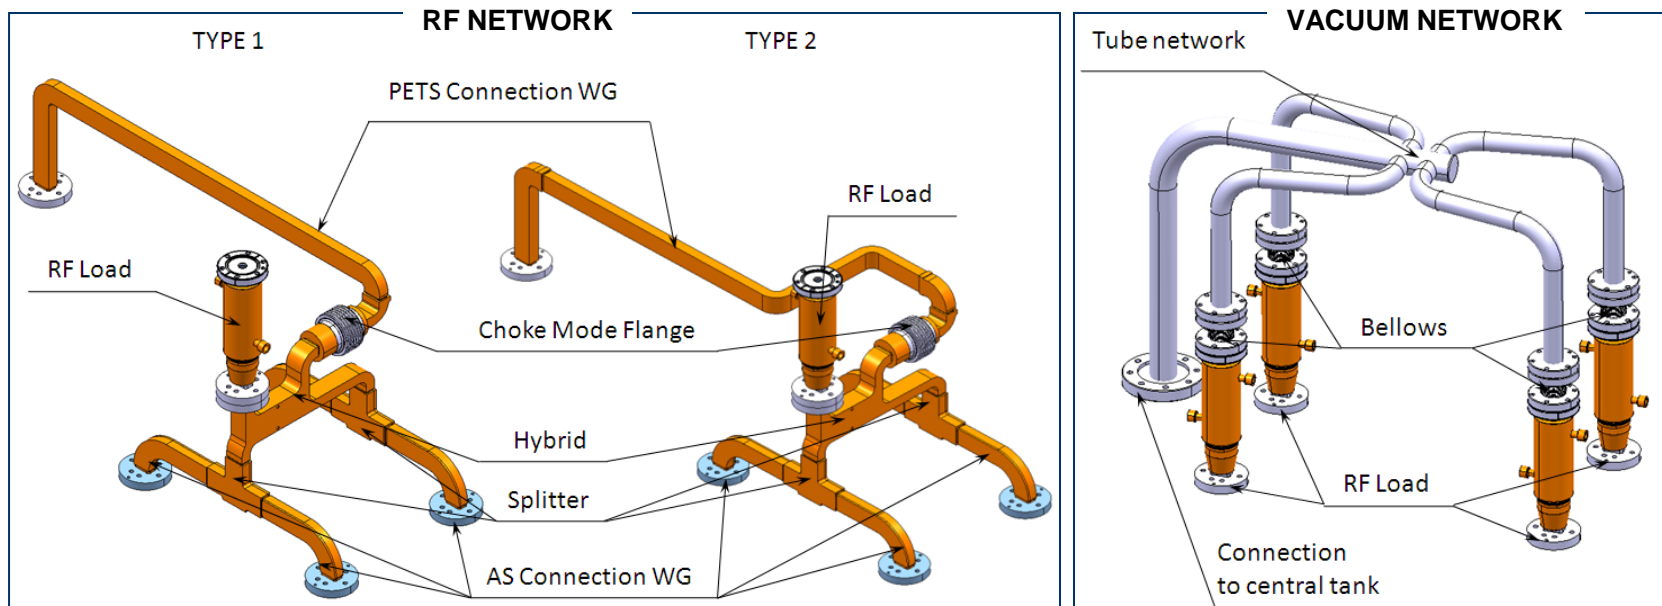 RF NETWORK
TYPE 1
TYPE 2
PETS Connection WG
RF Load
RF Load
Choke Mode Flange
Hybrid
Splitter
AS Connection WG
VACUUM NETWORK
Tube network
Bellows
RF Load
Connection
to central tank